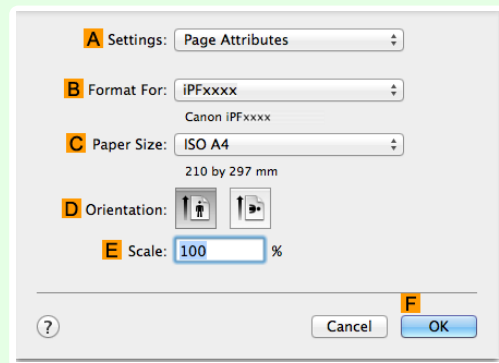 A Settings: Page Attributes
B Format For: iPFxxxx
Canon iPFxxxx
C Paper Size: ISO A4
210 by 297 mm
D Orientation:
E Scale: 100 %
F
? Cancel OK